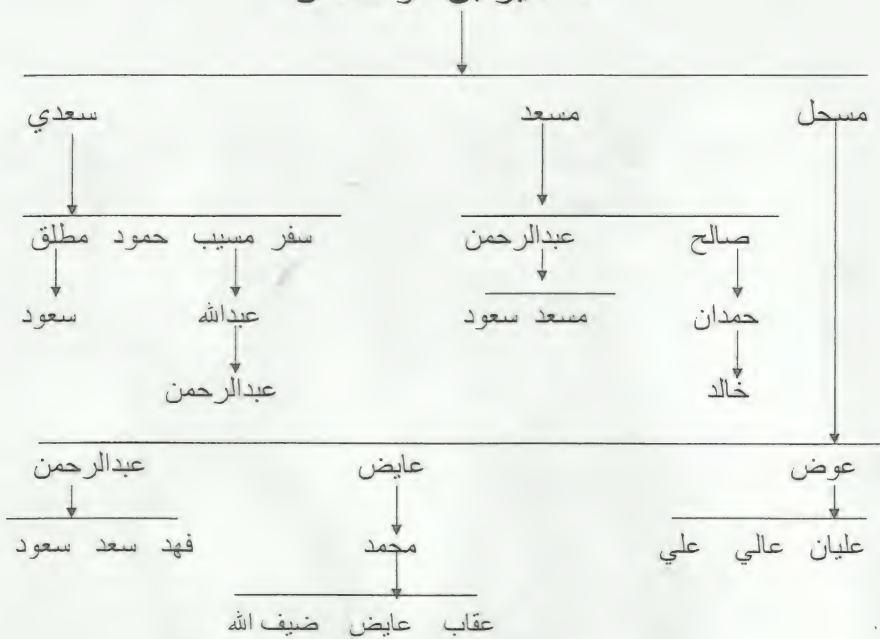 مسحل مسعد سعدي
صالح عبدالرحمن سفر مسيب حمود مطلق
حمدان مسعد سعود عبدالله سعود
خالد عبدالرحمن
عوض عايض عبدالرحمن
عليان عالي علي محمد فهد سعد سعود
عقاب عايض ضيف الله